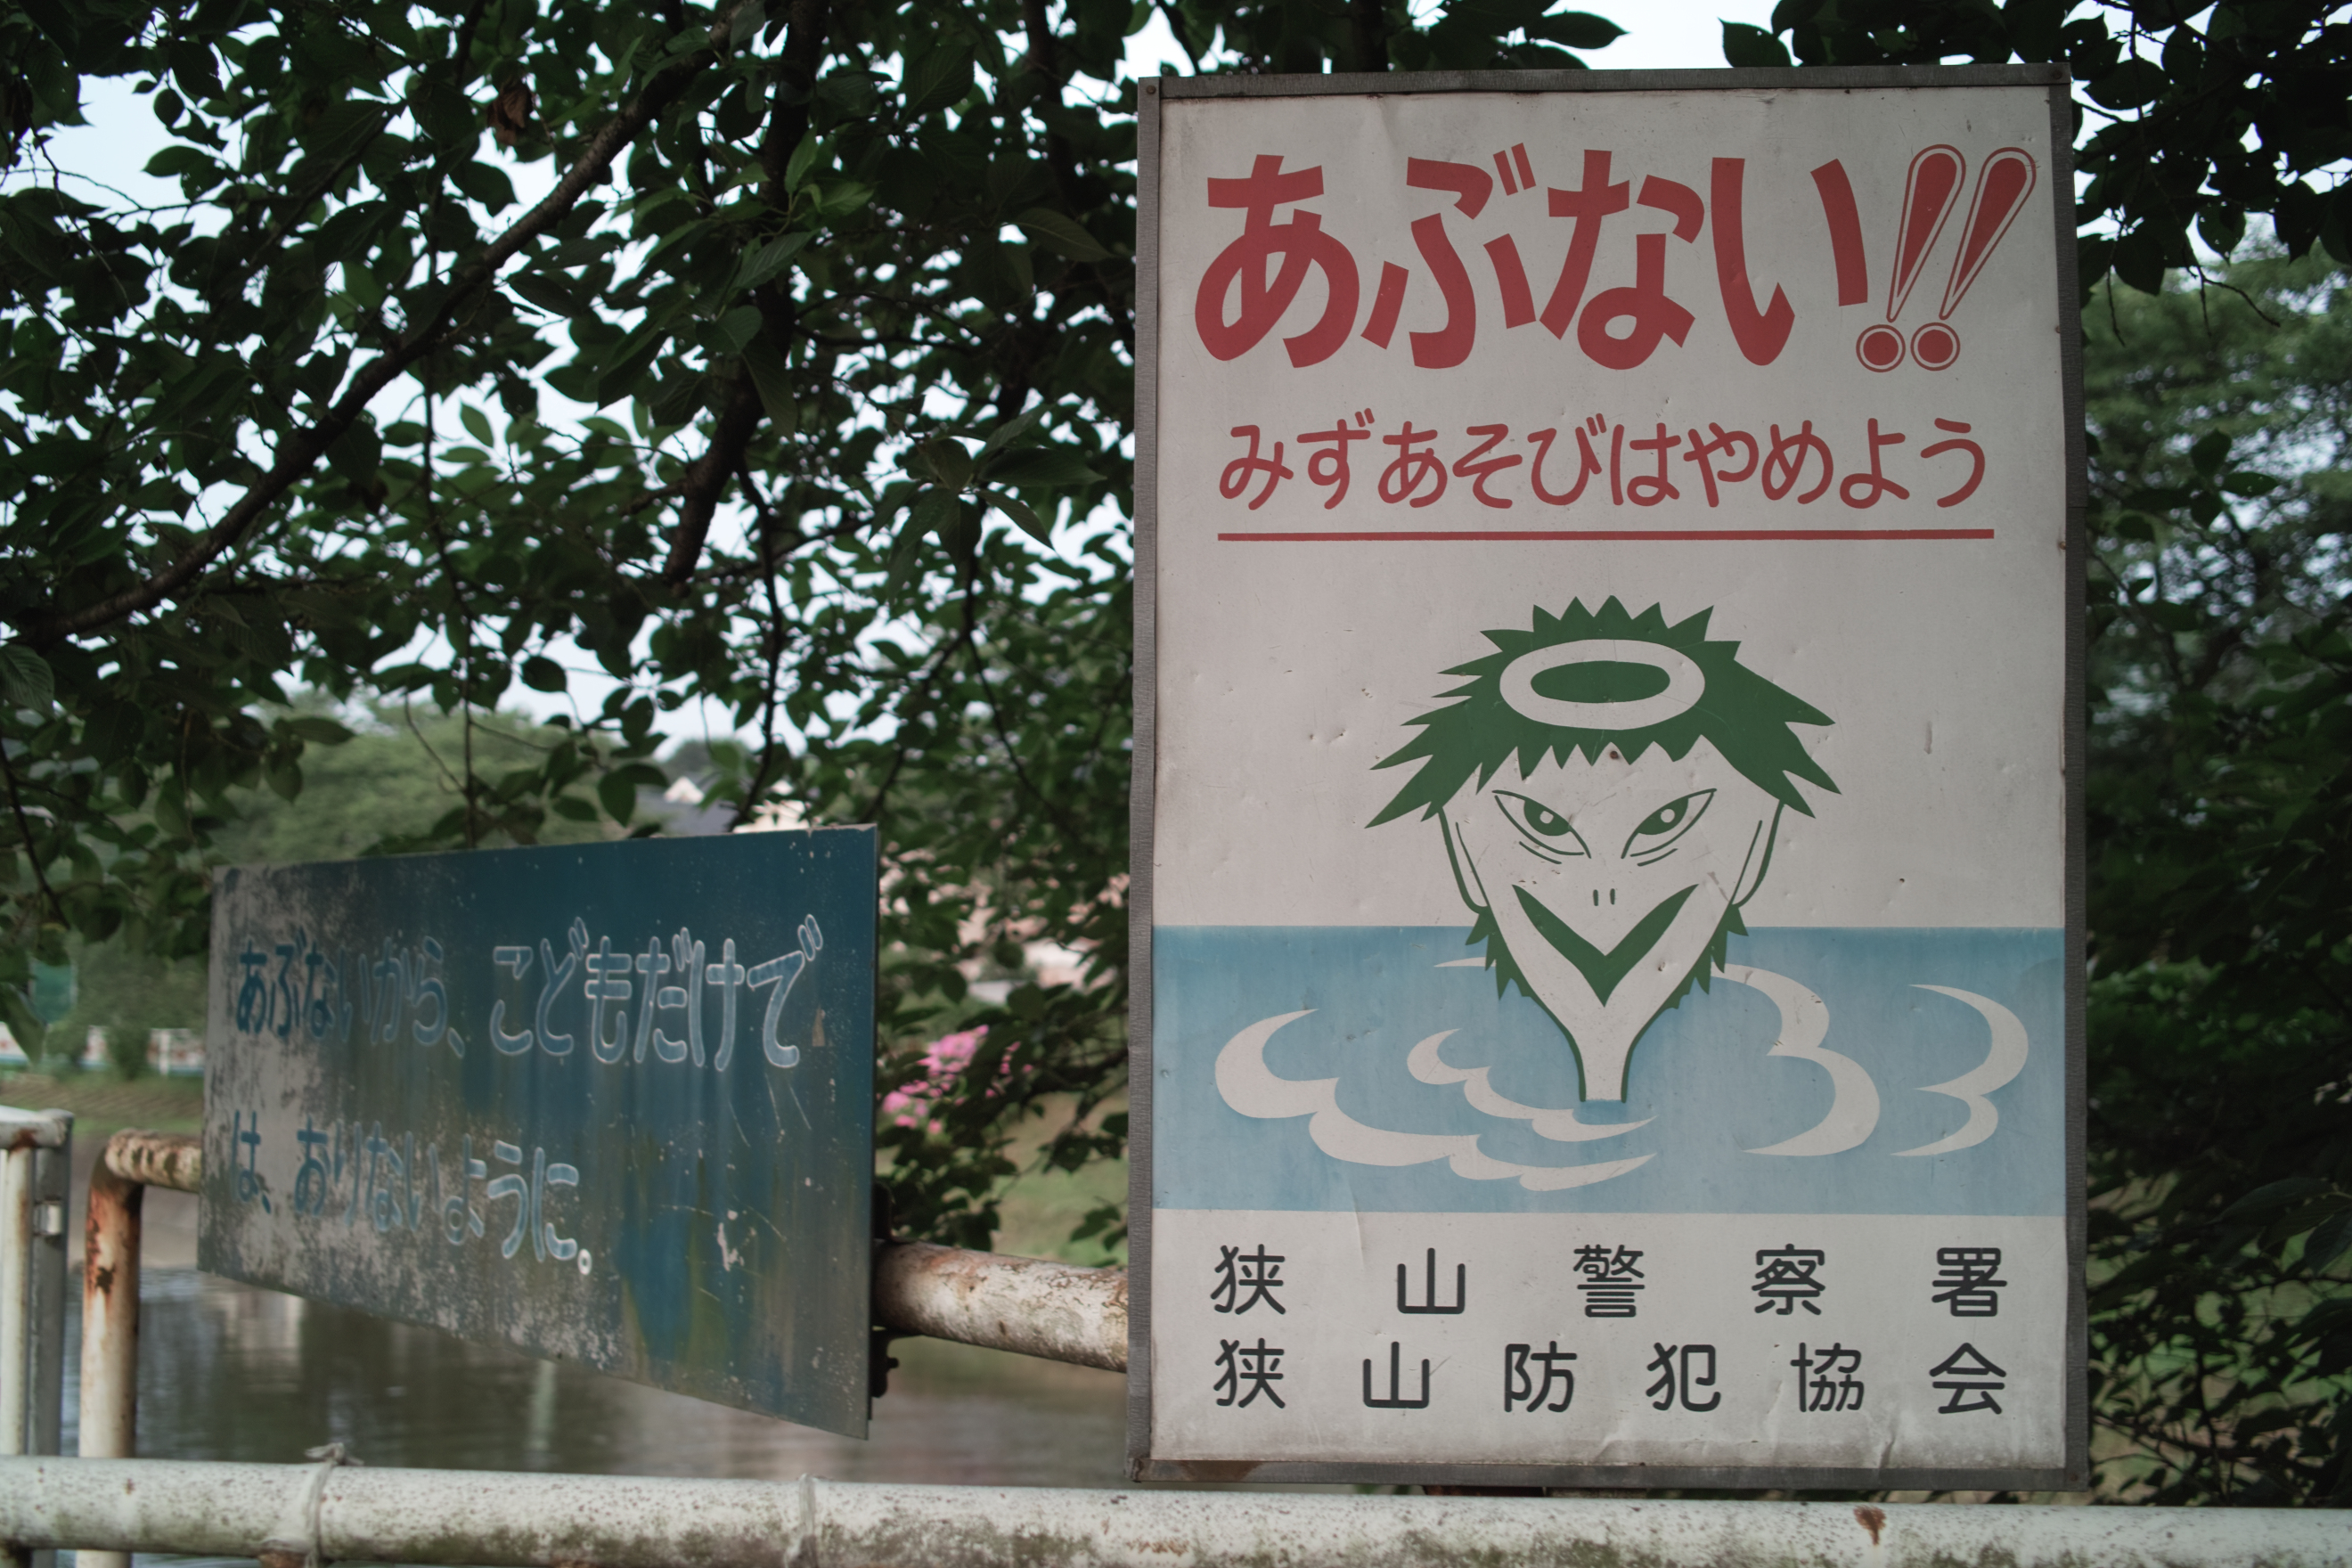 あぶないから、こどもだけで
は、おりないように。
あぶない!!
みずあそびはやめよう
狭山警察署
狭山防犯協会